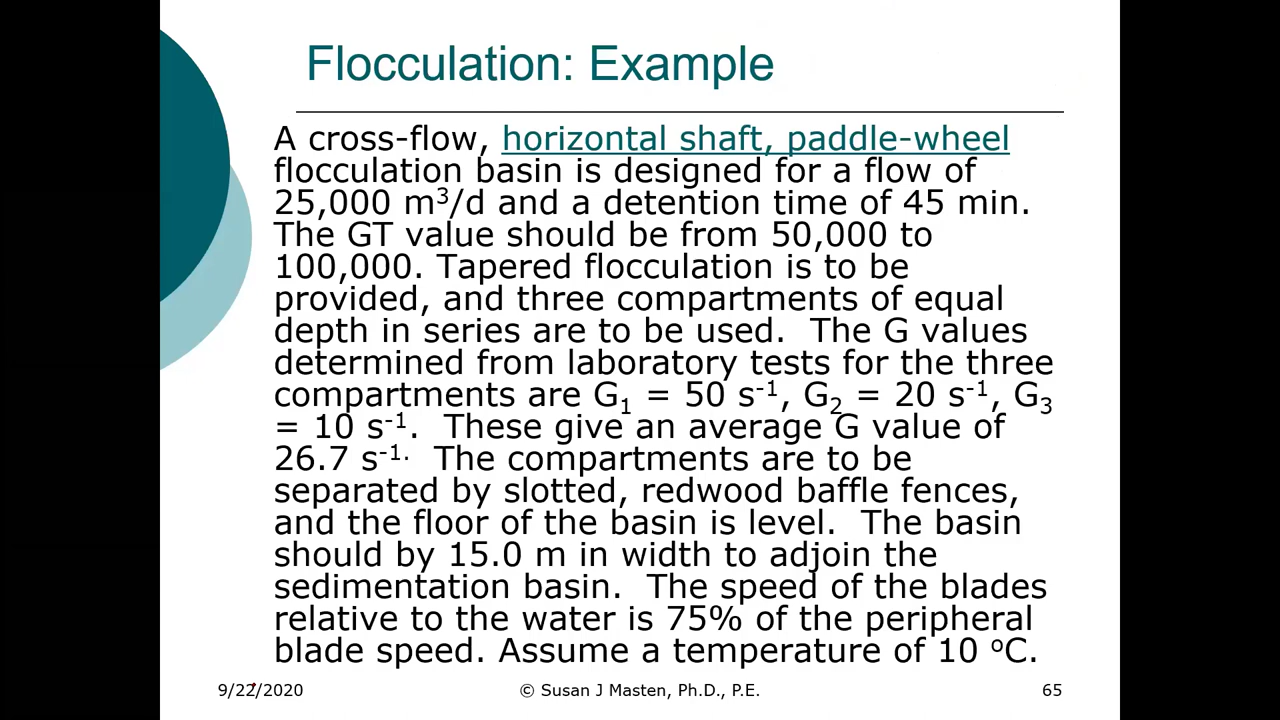 Flocculation: Example
A cross-flow, horizontal shaft, paddle-wheel
flocculation basin is designed for a flow of
25,000 m³/d and a detention time of 45 min.
The GT value should be from 50,000 to
100,000. Tapered flocculation is to be
provided, and three compartments of equal
depth in series are to be used. The G values
determined from laboratory tests for the three
compartments are G₁ = 50 s⁻¹, G₂ = 20 s⁻¹, G₃
= 10 s⁻¹. These give an average G value of
26.7 s⁻¹· The compartments are to be
separated by slotted, redwood baffle fences,
and the floor of the basin is level. The basin
should by 15.0 m in width to adjoin the
sedimentation basin. The speed of the blades
relative to the water is 75% of the peripheral
blade speed. Assume a temperature of 10 ºC.
9/22/2020 © Susan J Masten, Ph.D., P.E. 65